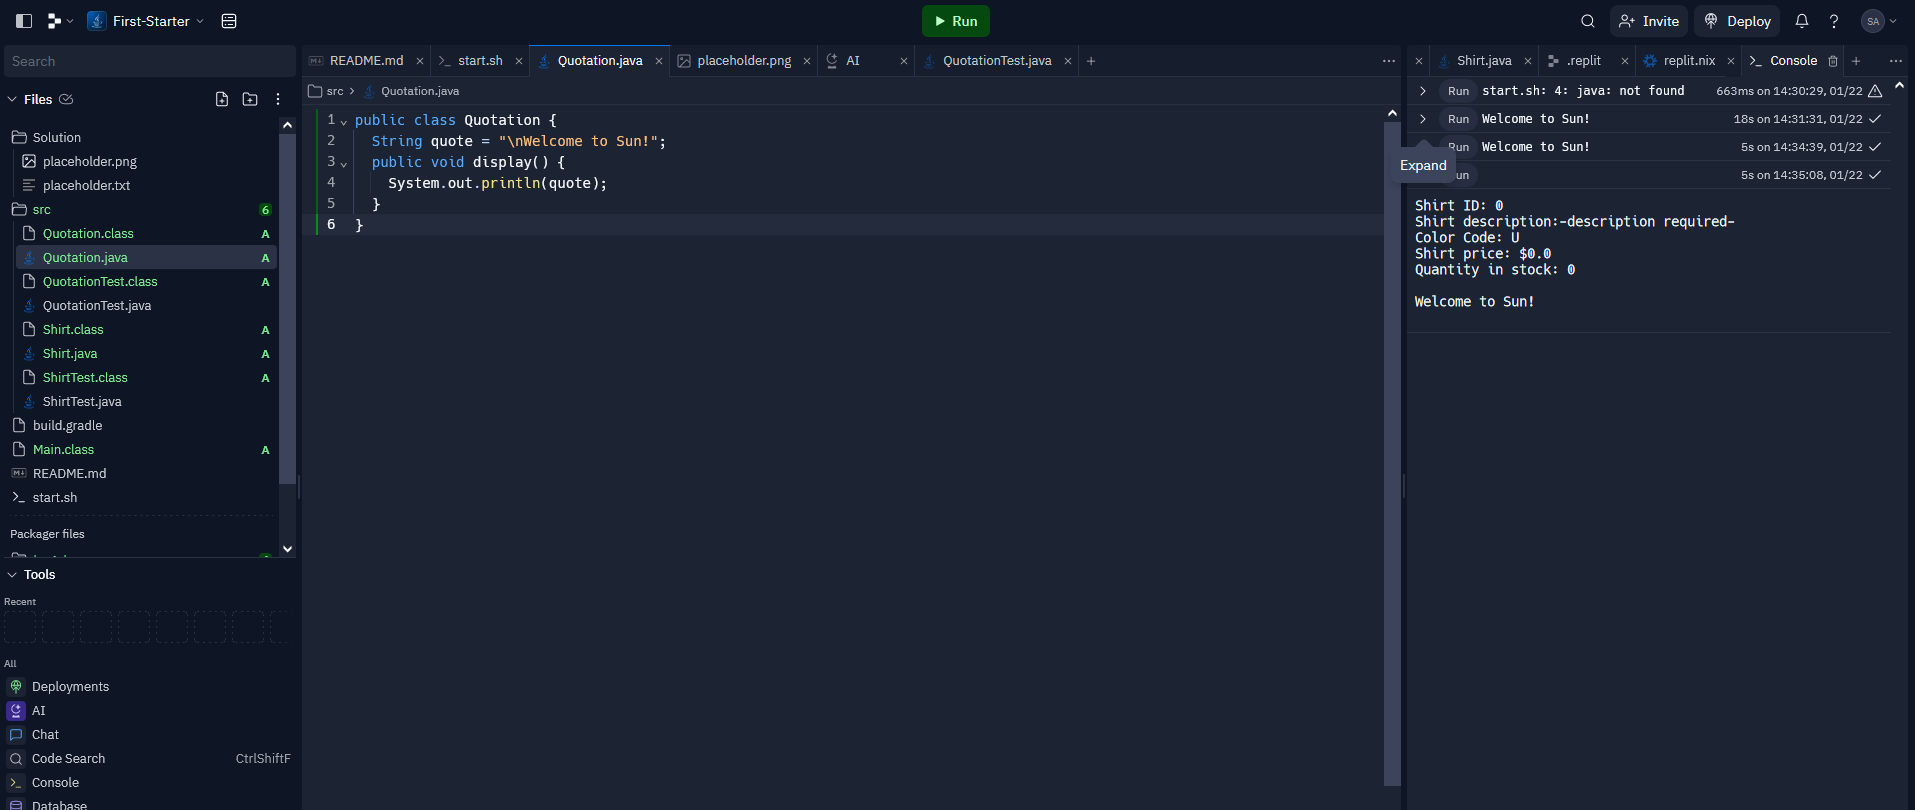 First-Starter
Run
Invite
Deploy
SA
Search
Files
Solution
placeholder.png
placeholder.txt
src 6
Quotation.class A
Quotation.java A
QuotationTest.class A
QuotationTest.java
Shirt.class A
Shirt.java A
ShirtTest.class A
ShirtTest.java
build.gradle
Main.class A
README.md
start.sh
Packager files
Tools
Recent
All
Deployments
AI
Chat
Code Search CtrlShiftF
Console
Database
README.md
start.sh
Quotation.java
placeholder.png
AI
QuotationTest.java
src > Quotation.java
1 public class Quotation {
2 String quote = "\nWelcome to Sun!";
3 public void display() {
4 System.out.println(quote);
5 }
6 }
Shirt.java
.replit
replit.nix
Console
Run start.sh: 4: java: not found 663ms on 14:30:29, 01/22
Run Welcome to Sun! 18s on 14:31:31, 01/22
Run Welcome to Sun! 5s on 14:34:39, 01/22
Expand
5s on 14:35:08, 01/22
Shirt ID: 0
Shirt description:-description required-
Color Code: U
Shirt price: $0.0
Quantity in stock: 0
Welcome to Sun!